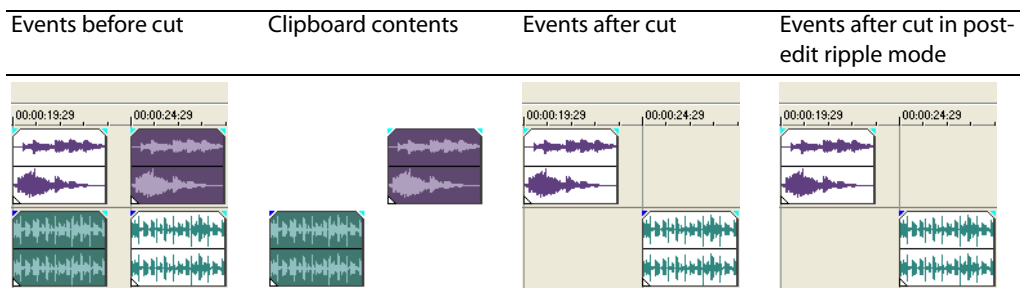 Events before cut
Clipboard contents
Events after cut
Events after cut in post-
edit ripple mode
00:00:19:29 00:00:24:29
00:00:19:29 00:00:24:29
00:00:19:29 00:00:24:29